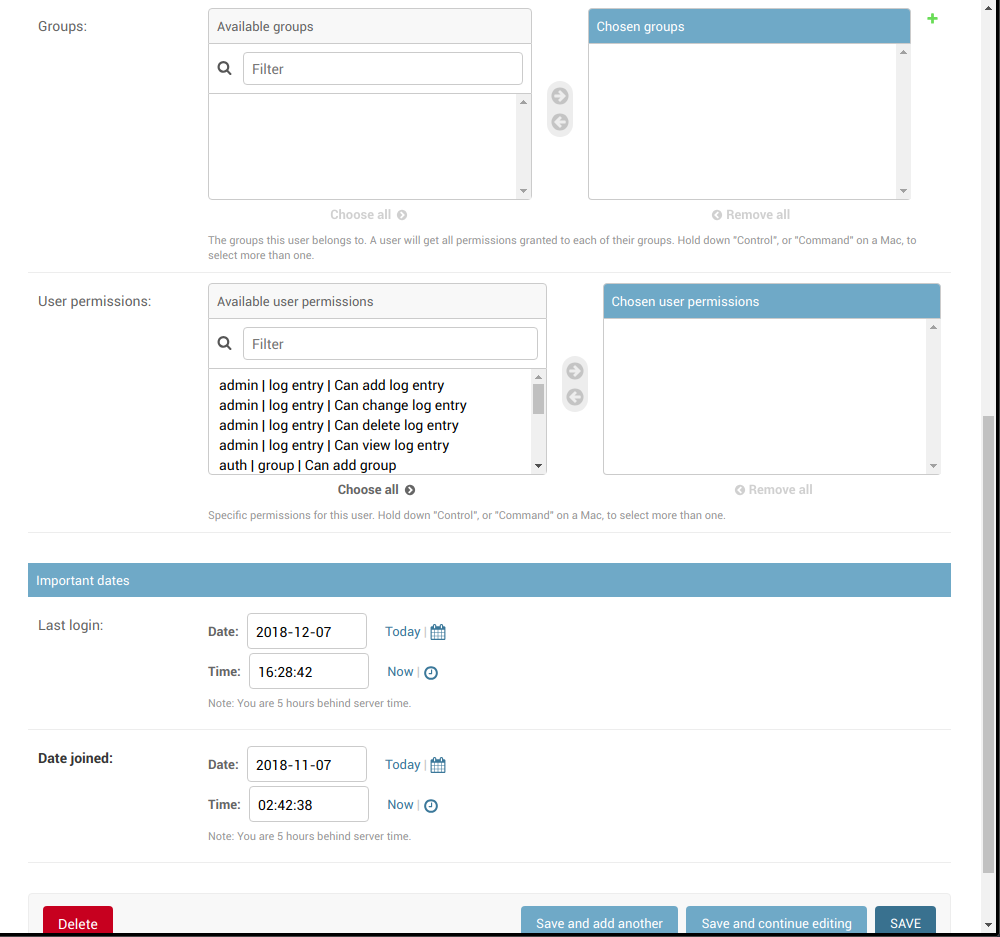 Groups:
Available groups
Chosen groups
Filter
Choose all
Remove all
The groups this user belongs to. A user will get all permissions granted to each of their groups. Hold down "Control", or "Command" on a Mac, to
select more than one.
User permissions:
Available user permissions
Chosen user permissions
Filter
admin | log entry | Can add log entry
admin | log entry | Can change log entry
admin | log entry | Can delete log entry
admin | log entry | Can view log entry
auth | group | Can add group
Choose all
Remove all
Specific permissions for this user. Hold down "Control", or "Command" on a Mac, to select more than one.
Important dates
Last login:
Date: 2018-12-07 Today |
Time: 16:28:42 Now |
Note: You are 5 hours behind server time.
Date joined:
Date: 2018-11-07 Today |
Time: 02:42:38 Now |
Note: You are 5 hours behind server time.
Delete
Save and add another
Save and continue editing
SAVE